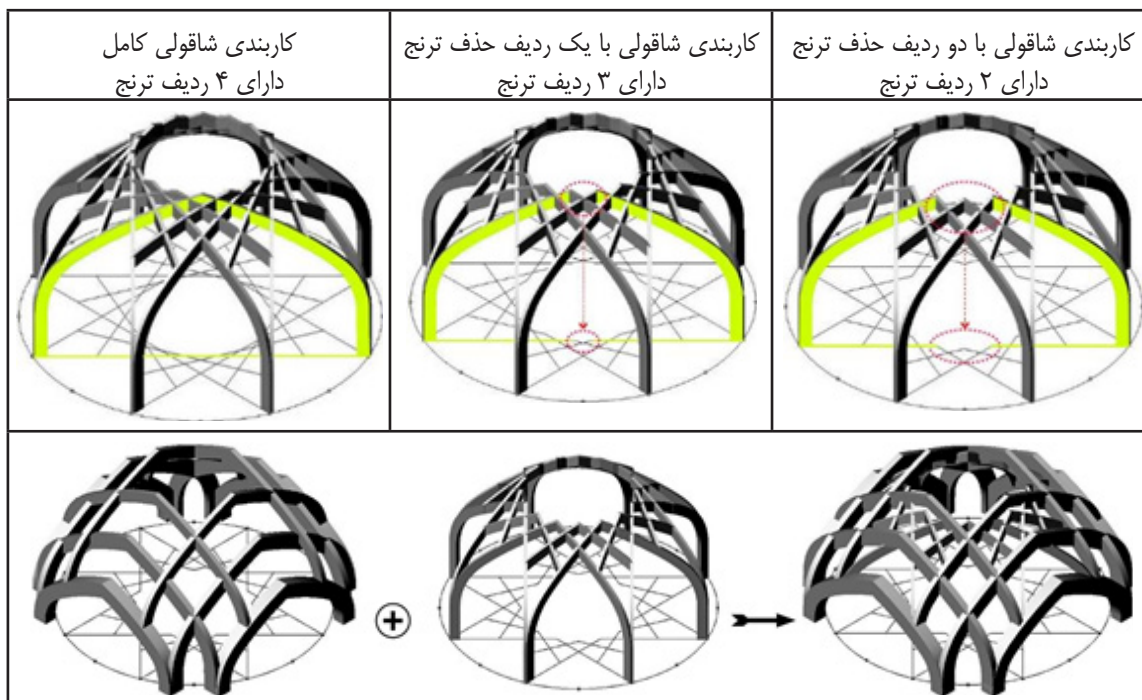 کاربندی شاقولی با دو ردیف حذف ترنج
دارای ۲ ردیف ترنج
کاربندی شاقولی با یک ردیف حذف ترنج
دارای ۳ ردیف ترنج
کاربندی شاقولی کامل
دارای ۴ ردیف ترنج